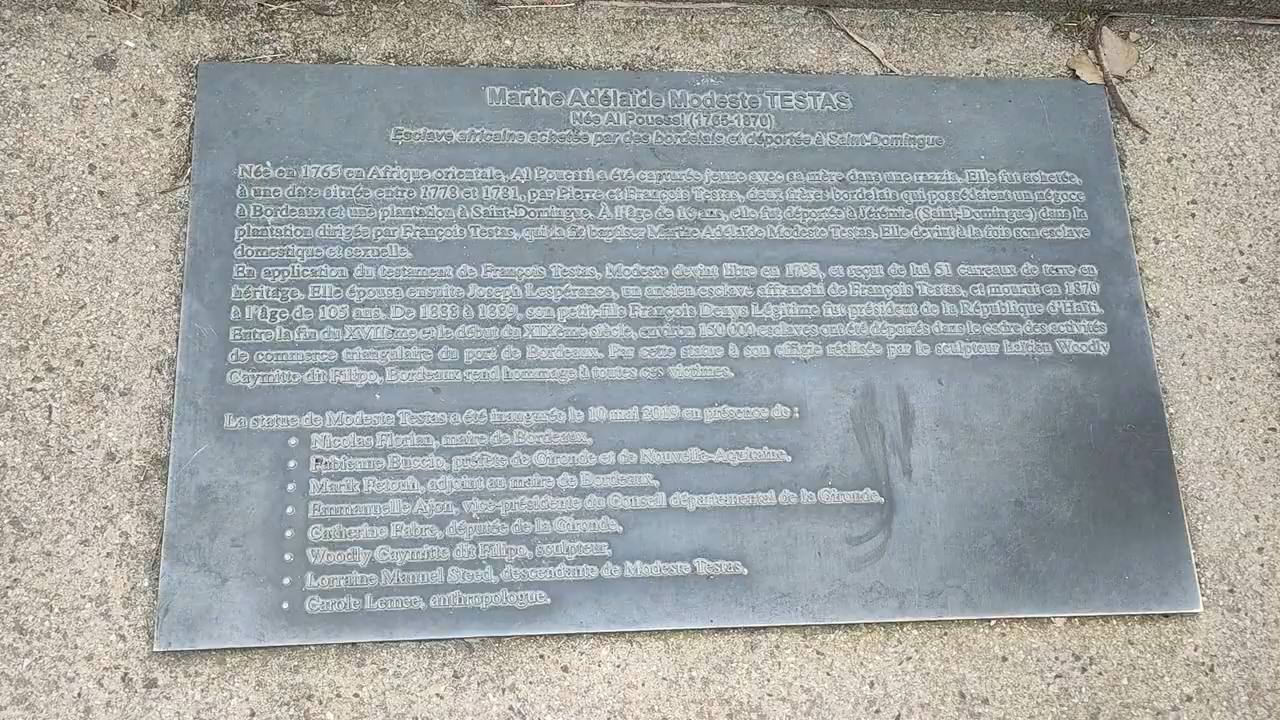 Marthe Adélaïde Modeste TESTAS
Née Al Pouessi (1765-1870)
Esclave africaine achetée par des bordelais et déportée à Saint-Domingue
Née en 1765 en Afrique orientale, Al Pouessi a été capturée jeune avec sa mère dans une razzia. Elle fut achetée,
à une date située entre 1778 et 1781, par Pierre et François Testas, deux frères bordelais qui possédaient un négoce
à Bordeaux et une plantation à Saint-Domingue. À l'âge de 16 ans, elle fut déportée à Jérémie (Saint-Domingue) dans la
plantation dirigée par François Testas, qui la fit baptiser Marthe Adélaïde Modeste Testas. Elle devint à la fois son esclave
domestique et sexuelle.
En application du testament de François Testas, Modeste devint libre en 1795, et reçut de lui 51 carreaux de terre en
héritage. Elle épousa ensuite Joseph Lespérance, un ancien esclave affranchi de François Testas, et mourut en 1870
à l'âge de 105 ans. De 1888 à 1889, son petit-fils François Denys Légitime fut président de la République d'Haïti.
Entre la fin du XVIIème et le début du XIXème siècle, environ 150 000 esclaves ont été déportés dans le cadre des activités
de commerce triangulaire du port de Bordeaux. Par cette statue à son effigie réalisée par le sculpteur haïtien Woodly
Caymitte dit Filipo, Bordeaux rend hommage à toutes ces victimes.
La statue de Modeste Testas a été inaugurée le 10 mai 2019 en présence de :
• Nicolas Florian, maire de Bordeaux,
• Fabienne Buccio, préfète de Gironde et de Nouvelle-Aquitaine,
• Marik Fetouh, adjoint au maire de Bordeaux,
• Emmanuelle Ajon, vice-présidente du Conseil départemental de la Gironde,
• Catherine Fabre, députée de la Gironde,
• Woodly Caymitte dit Filipo, sculpteur,
• Lorraine Manuel Steed, descendante de Modeste Testas,
• Carole Lemee, anthropologue.